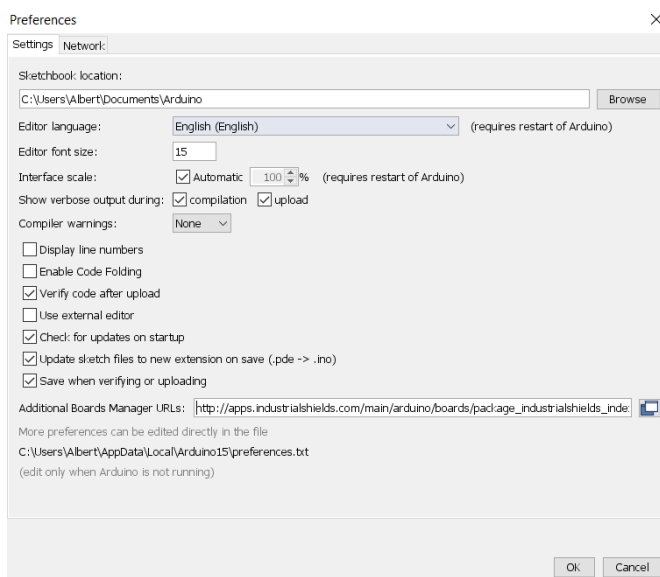 Preferences
Settings Network
Sketchbook location:
C:\Users\Albert\Documents\Arduino Browse
Editor language: English (English) (requires restart of Arduino)
Editor font size: 15
Interface scale: Automatic 100 % (requires restart of Arduino)
Show verbose output during: compilation upload
Compiler warnings: None
Display line numbers
Enable Code Folding
Verify code after upload
Use external editor
Check for updates on startup
Update sketch files to new extension on save (.pde -> .ino)
Save when verifying or uploading
Additional Boards Manager URLs: http://apps.industrialshields.com/main/arduino/boards/package_industrialshields_inde
More preferences can be edited directly in the file
C:\Users\Albert\AppData\Local\Arduino15\preferences.txt
(edit only when Arduino is not running)
OK Cancel